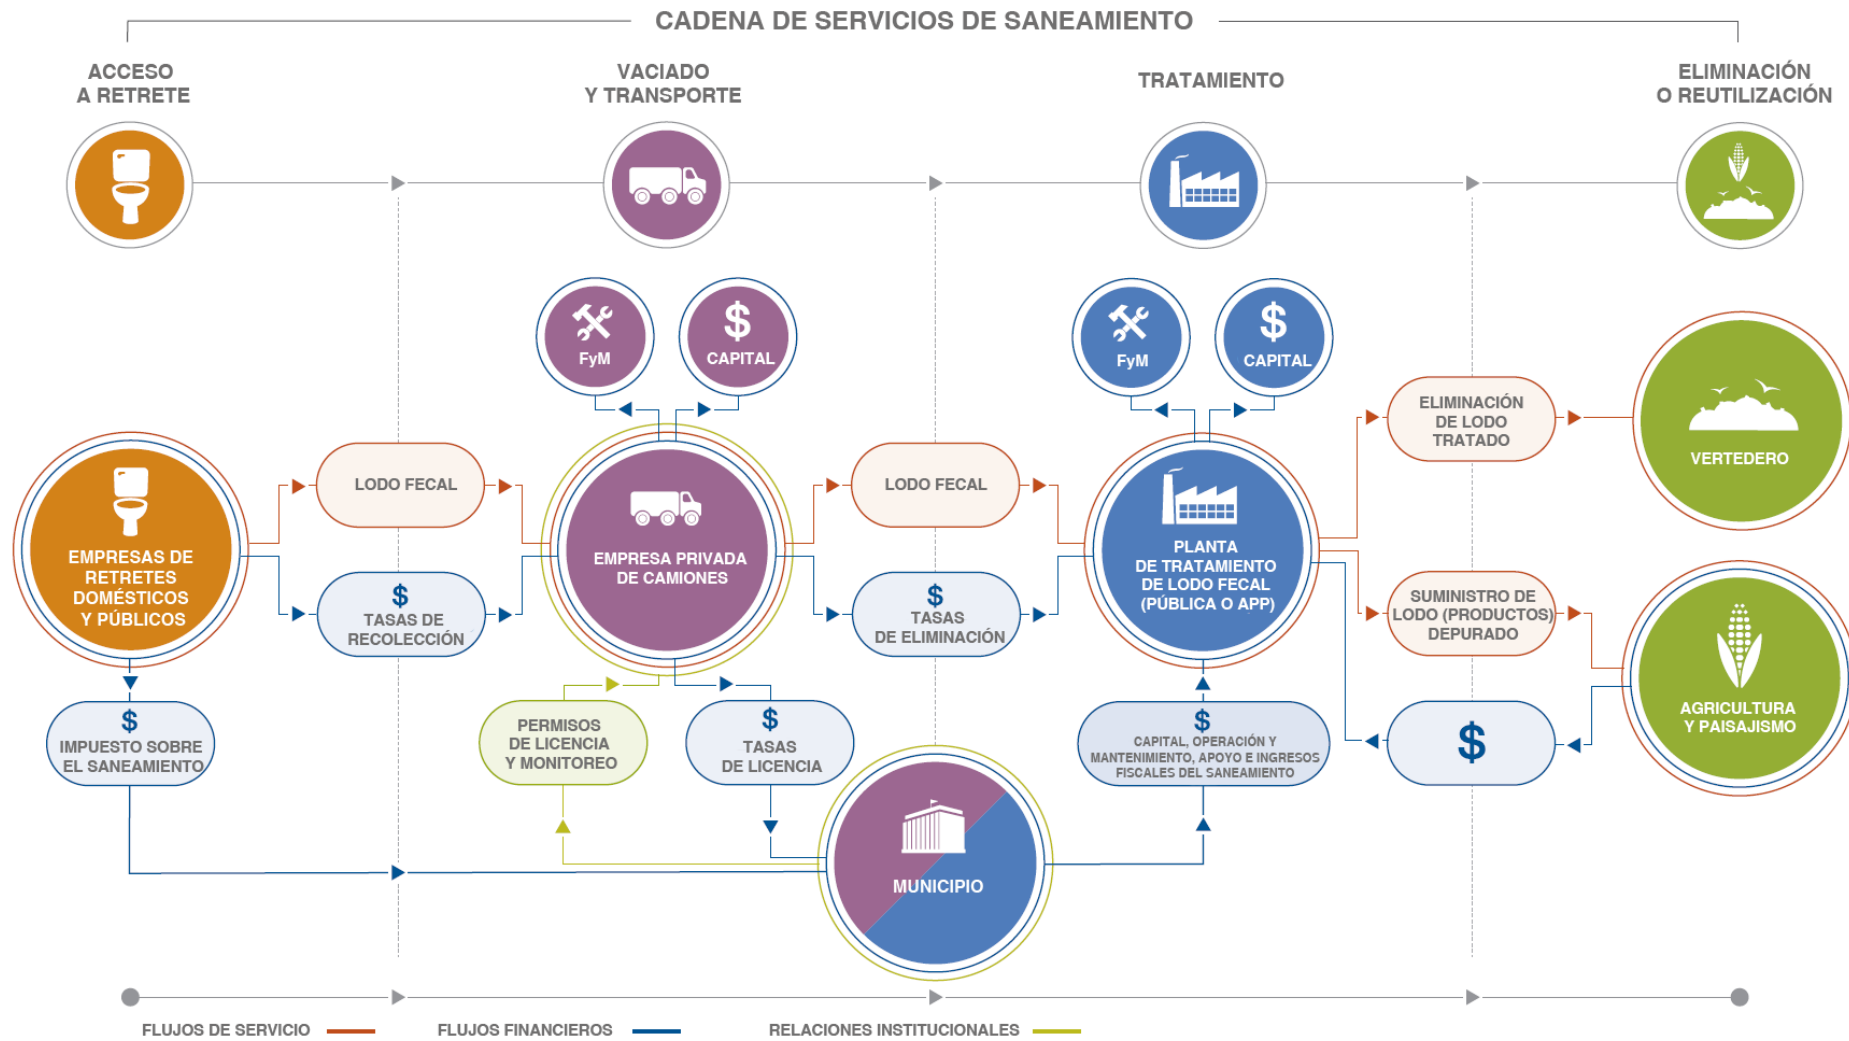 CADENA DE SERVICIOS DE SANEAMIENTO
ACCESO
A RETRETE
VACIADO
Y TRANSPORTE
TRATAMIENTO
ELIMINACIÓN
O REUTILIZACIÓN
FyM
$
CAPITAL
FyM
$
CAPITAL
EMPRESAS DE
RETRETES
DOMÉSTICOS
Y PÚBLICOS
LODO FECAL
$
TASAS DE
RECOLECCIÓN
EMPRESA PRIVADA
DE CAMIONES
LODO FECAL
$
TASAS
DE ELIMINACIÓN
PLANTA
DE TRATAMIENTO
DE LODO FECAL
(PÚBLICA O APP)
ELIMINACIÓN
DE LODO
TRATADO
VERTEDERO
SUMINISTRO DE
LODO (PRODUCTOS)
DEPURADO
AGRICULTURA
Y PAISAJISMO
$
$
IMPUESTO SOBRE
EL SANEAMIENTO
PERMISOS
DE LICENCIA
Y MONITOREO
$
TASAS
DE LICENCIA
$
CAPITAL, OPERACIÓN Y
MANTENIMIENTO, APOYO E INGRESOS
FISCALES DEL SANEAMIENTO
MUNICIPIO
FLUJOS DE SERVICIO
FLUJOS FINANCIEROS
RELACIONES INSTITUCIONALES